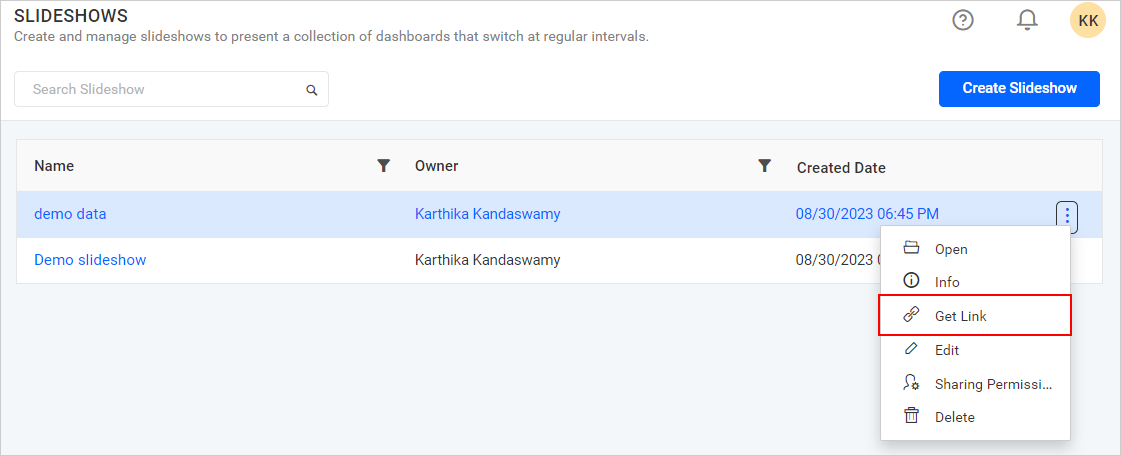 SLIDESHOWS
Create and manage slideshows to present a collection of dashboards that switch at regular intervals.
KK
Search Slideshow
Create Slideshow
Name Owner Created Date
demo data Karthika Kandaswamy 08/30/2023 06:45 PM
Demo slideshow Karthika Kandaswamy 08/30/2023
Open
Info
Get Link
Edit
Sharing Permissi...
Delete